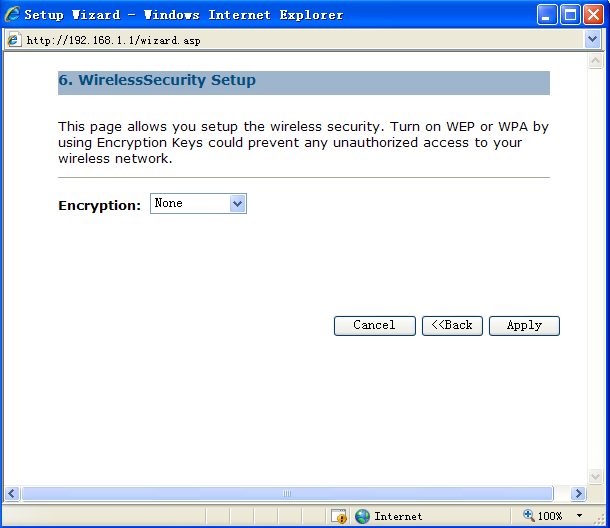 Setup Wizard - Windows Internet Explorer
http://192.168.1.1/wizard.asp
6. WirelessSecurity Setup
This page allows you setup the wireless security. Turn on WEP or WPA by
using Encryption Keys could prevent any unauthorized access to your
wireless network.
Encryption: None
Cancel <<Back Apply
Internet 100%